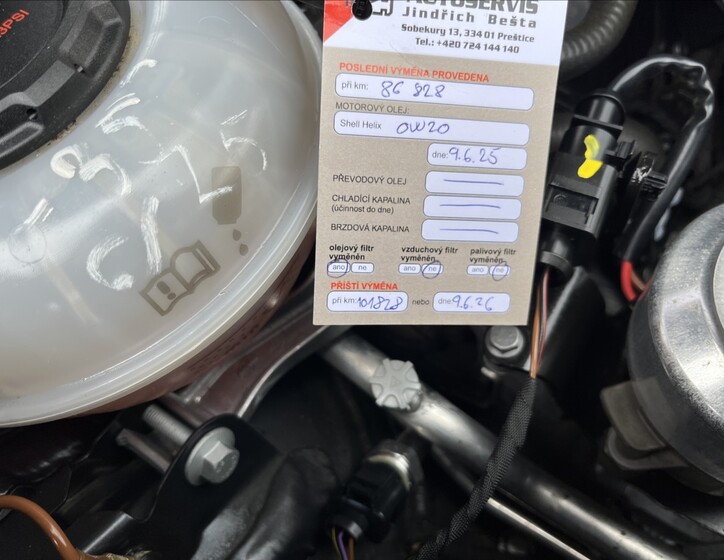 3PSI
AUTOSERVIS
Jindřich Bešta
Sobekury 13, 334 01 Přeštice
Tel.: +420 724 144 140
POSLEDNÍ VÝMĚNA PROVEDENA
při km: 86 828
MOTOROVÝ OLEJ:
Shell Helix 0W20
dne: 9.6.25
PŘEVODOVÝ OLEJ
CHLADÍCÍ KAPALINA
(účinnost do dne)
BRZDOVÁ KAPALINA
olejový filtr vyměněn
ano ne
vzduchový filtr vyměněn
ano ne
palivový filtr vyměněn
ano ne
PŘÍŠTÍ VÝMĚNA
při km: 101828 nebo dne: 9.6.26